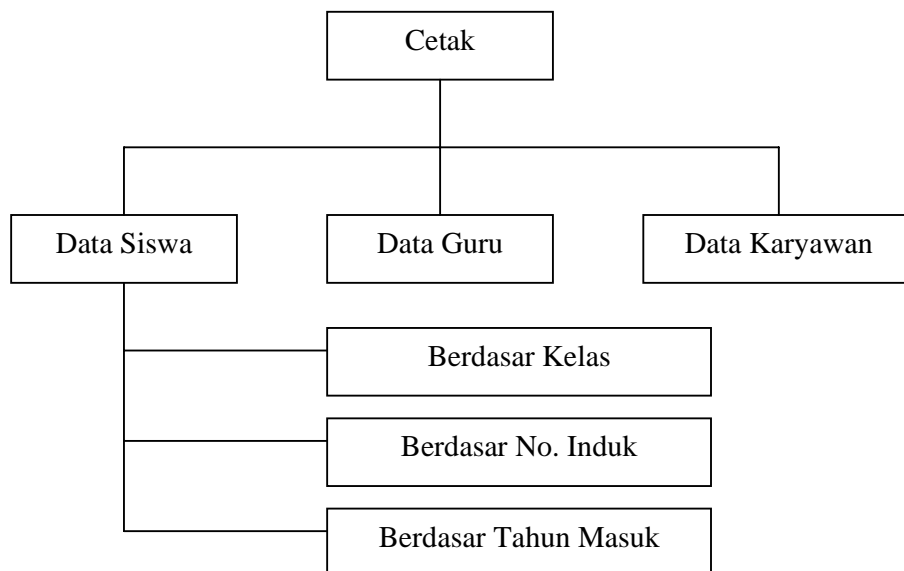 Cetak
Data Siswa
Data Guru
Data Karyawan
Berdasar Kelas
Berdasar No. Induk
Berdasar Tahun Masuk